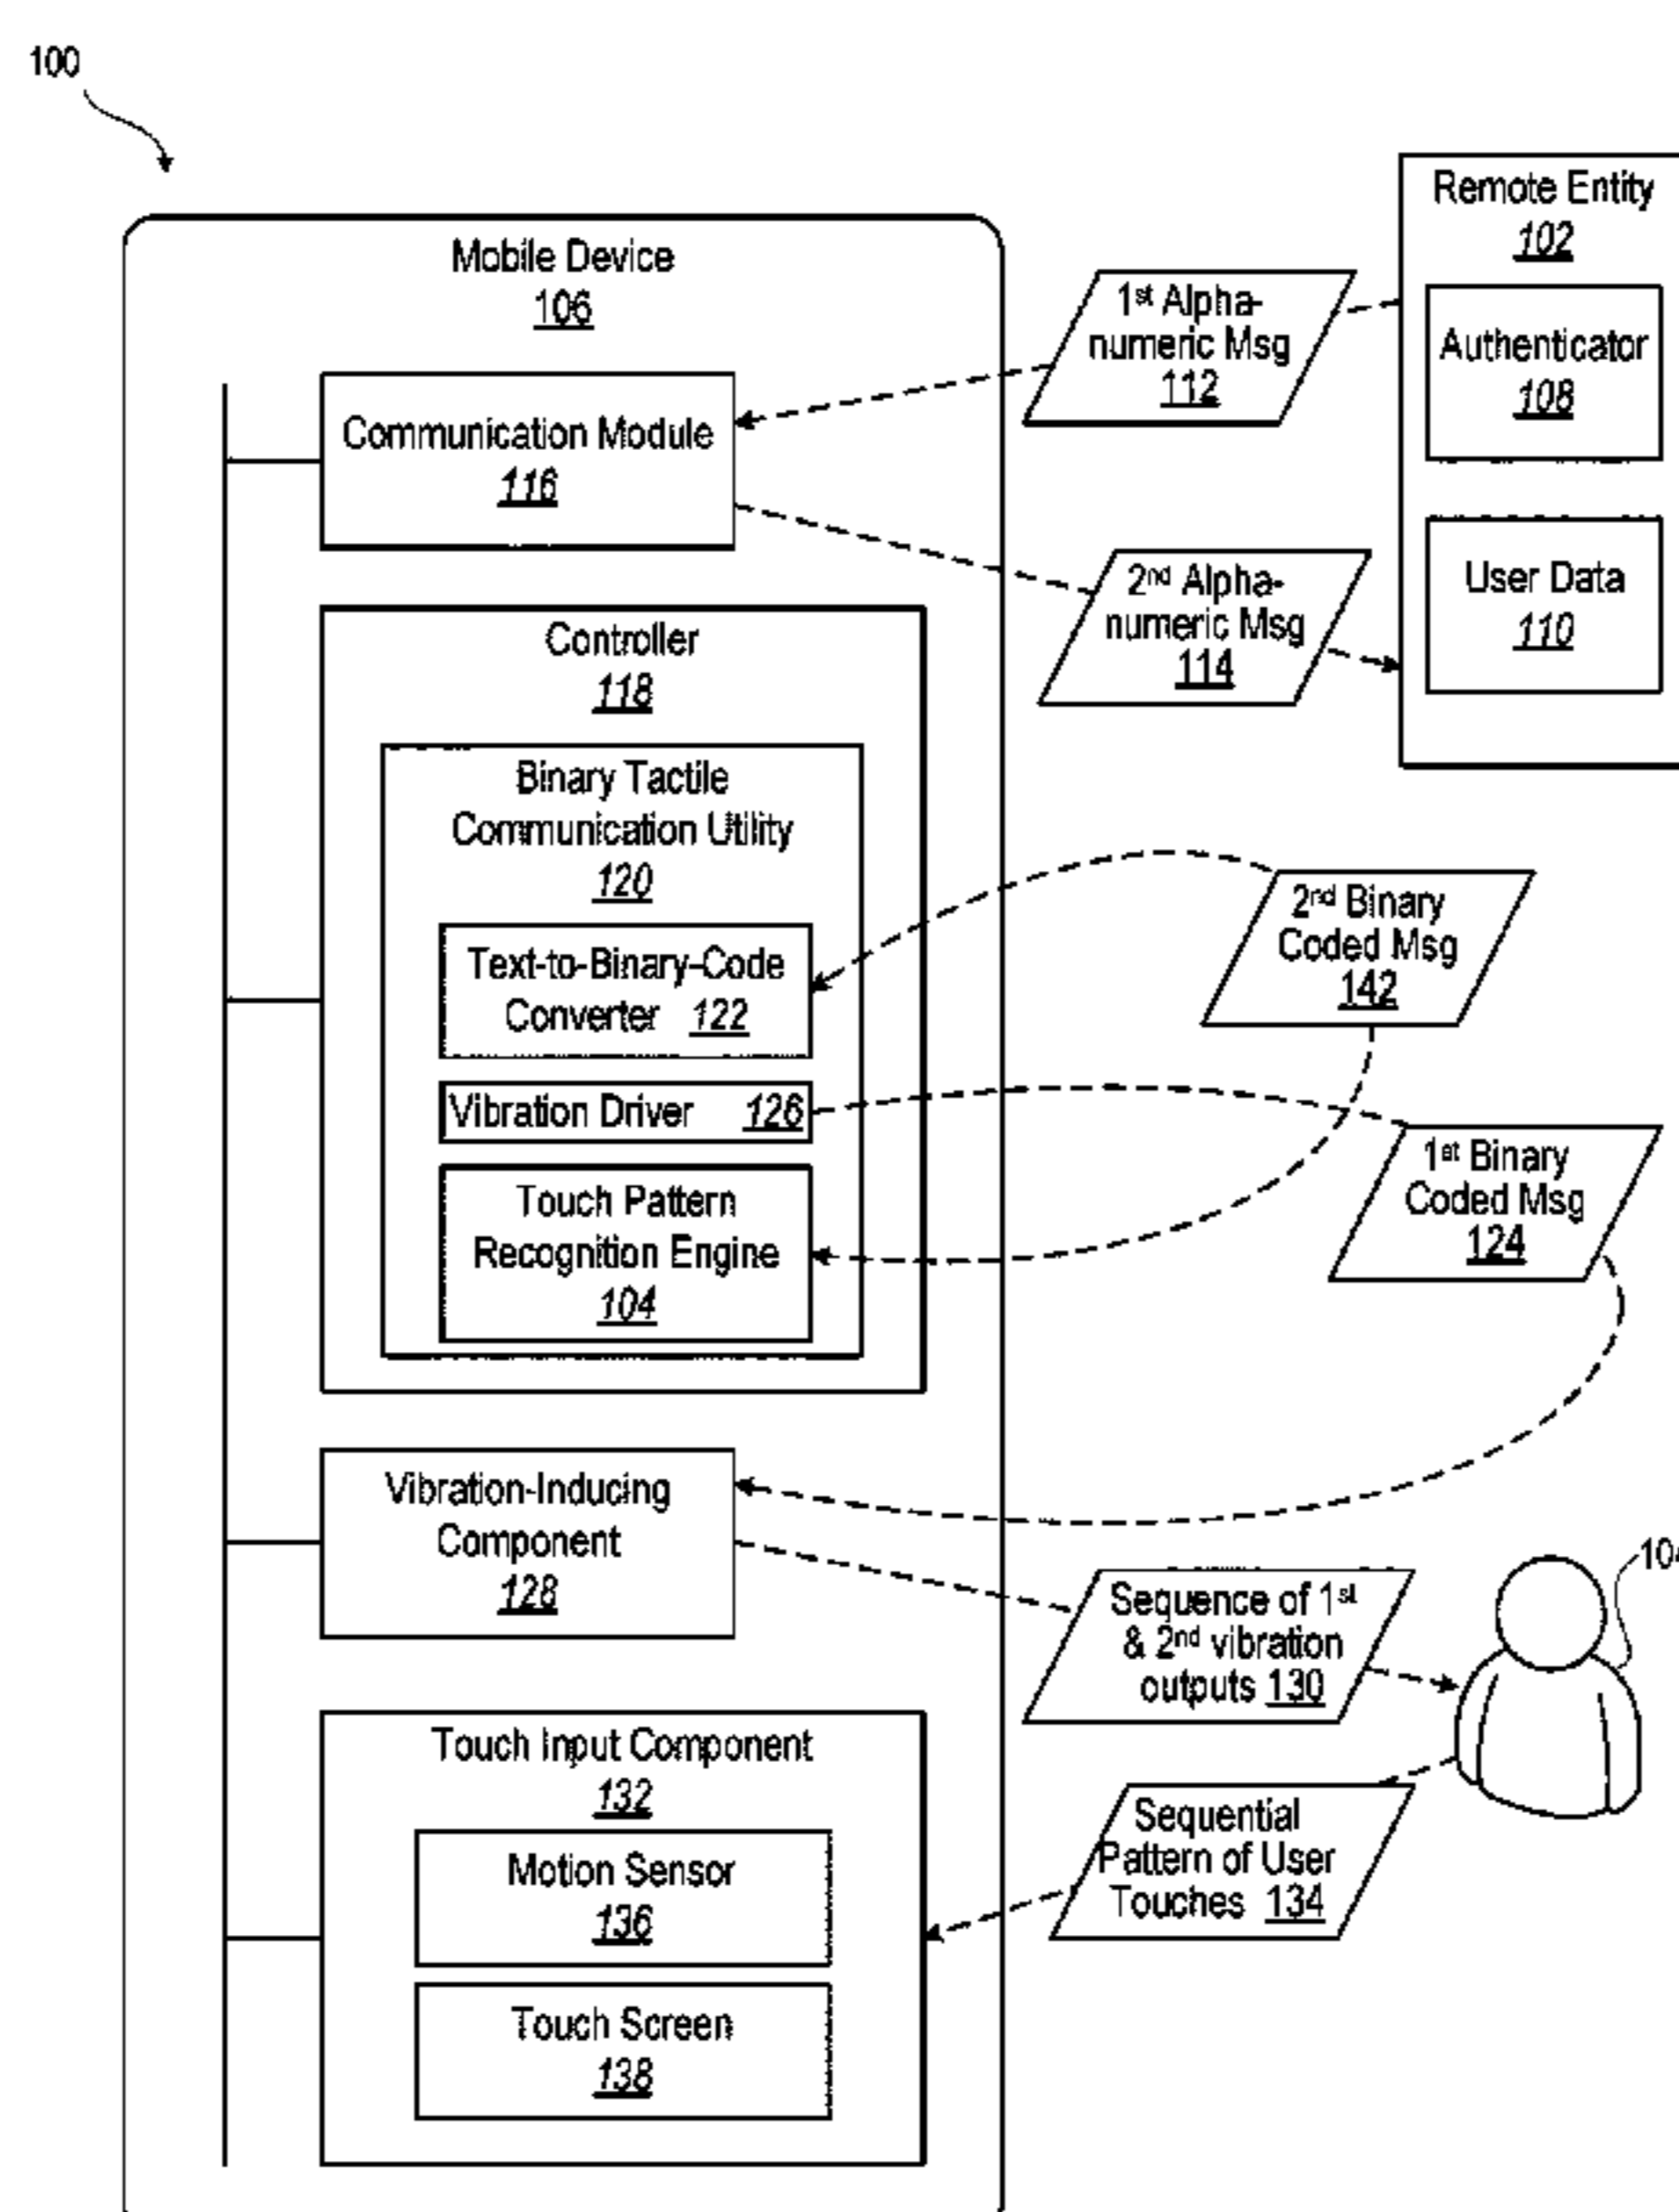 100
Mobile Device
106
Communication Module
116
Controller
118
Binary Tactile
Communication Utility
120
Text-to-Binary-Code
Converter 122
Vibration Driver 126
Touch Pattern
Recognition Engine
104
Vibration-Inducing
Component
128
Touch Input Component
132
Motion Sensor
136
Touch Screen
138
1st Alpha-
numeric Msg
112
2nd Alpha-
numeric Msg
114
Remote Entity
102
Authenticator
108
User Data
110
2nd Binary
Coded Msg
142
1st Binary
Coded Msg
124
Sequence of 1st
& 2nd vibration
outputs 130
104
Sequential
Pattern of User
Touches 134